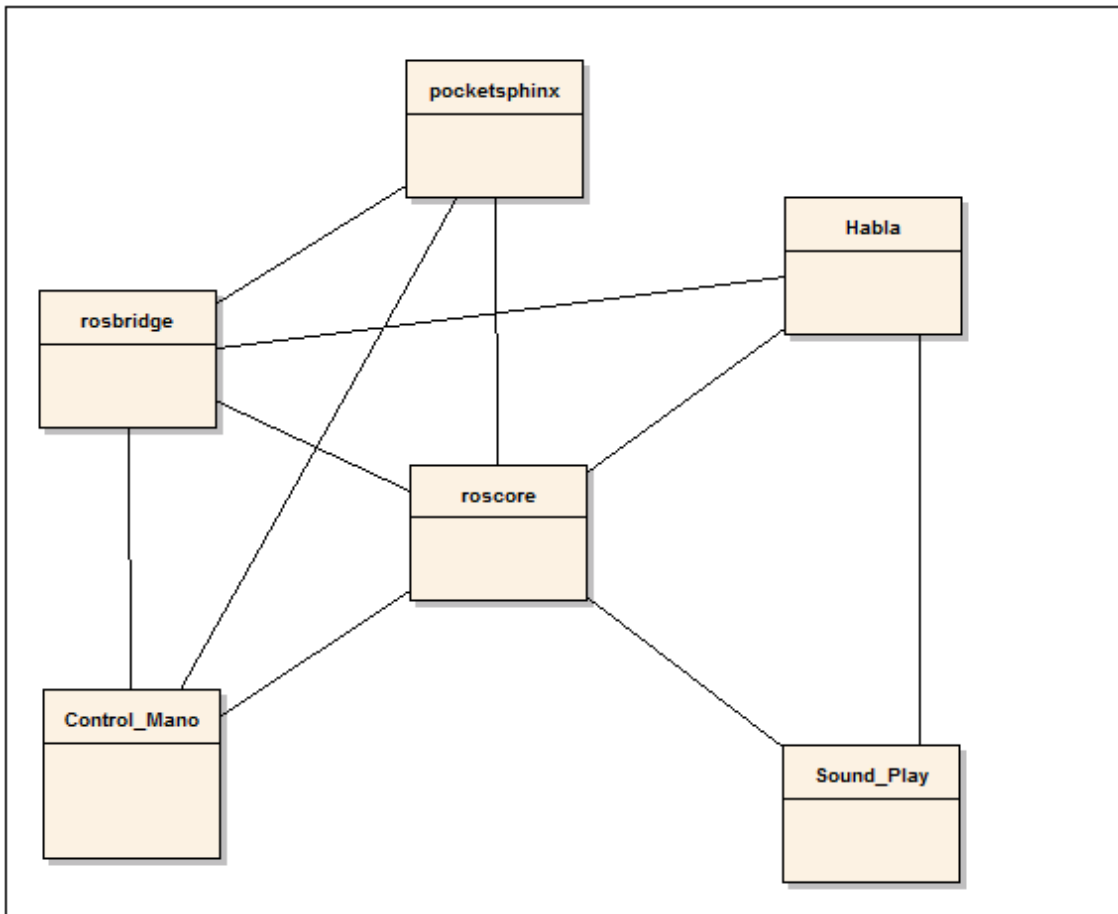 pocketsphinx
Habla
rosbridge
roscore
Control_Mano
Sound_Play